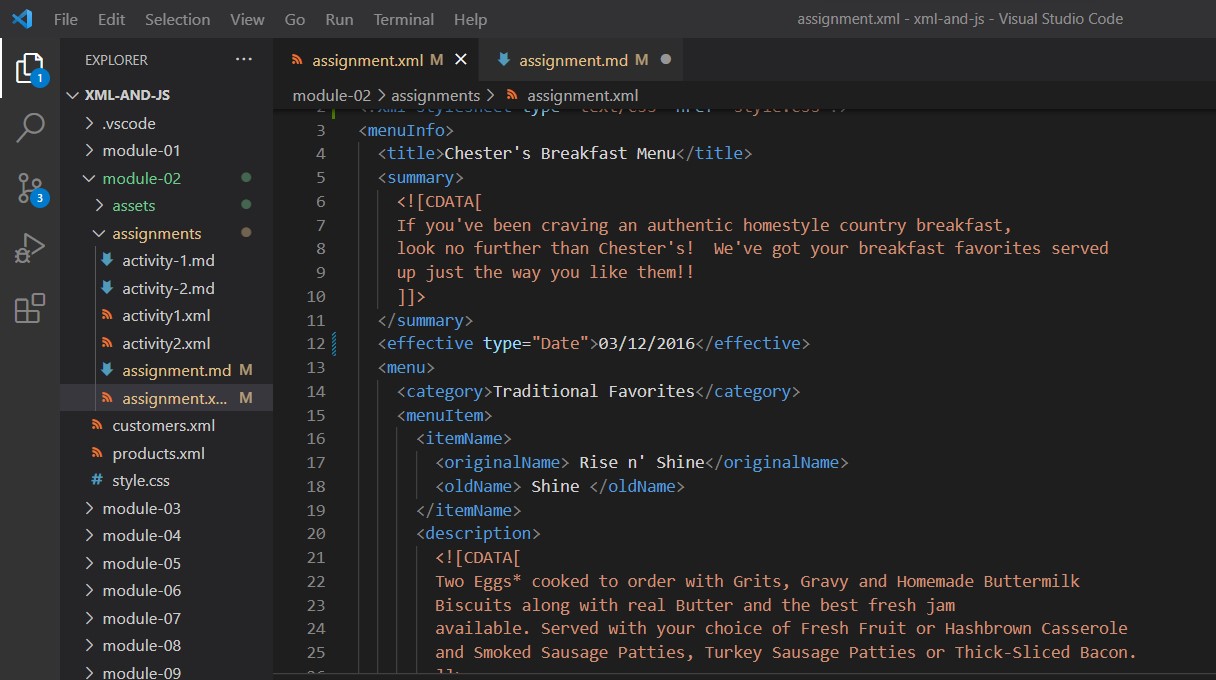 File Edit Selection View Go Run Terminal Help
assignment.xml - xml-and-js - Visual Studio Code
EXPLORER ...
assignment.xml M
assignment.md M
module-02 > assignments > assignment.xml
1
3
XML-AND-JS
.vscode
module-01
module-02
assets
assignments
activity-1.md
activity-2.md
activity1.xml
activity2.xml
assignment.md M
assignment.x... M
customers.xml
products.xml
# style.css
module-03
module-04
module-05
module-06
module-07
module-08
module-09
2 <?xml-stylesheet type="text/css" href="style.css"?>
3 <menuInfo>
4 <title>Chester's Breakfast Menu</title>
5 <summary>
6 <![CDATA[
7 If you've been craving an authentic homestyle country breakfast,
8 look no further than Chester's!  We've got your breakfast favorites served
9 up just the way you like them!!
10 ]]>
11 </summary>
12 <effective type="Date">03/12/2016</effective>
13 <menu>
14 <category>Traditional Favorites</category>
15 <menuItem>
16 <itemName>
17 <originalName> Rise n' Shine</originalName>
18 <oldName> Shine </oldName>
19 </itemName>
20 <description>
21 <![CDATA[
22 Two Eggs* cooked to order with Grits, Gravy and Homemade Buttermilk
23 Biscuits along with real Butter and the best fresh jam
24 available. Served with your choice of Fresh Fruit or Hashbrown Casserole
25 and Smoked Sausage Patties, Turkey Sausage Patties or Thick-Sliced Bacon.
26 ]]>